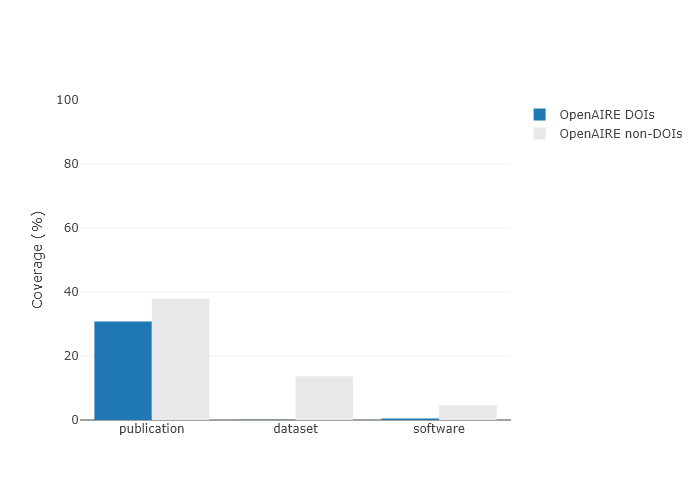 100
80
60
40
20
0
Coverage (%)
publication
dataset
software
OpenAIRE DOIs
OpenAIRE non-DOIs